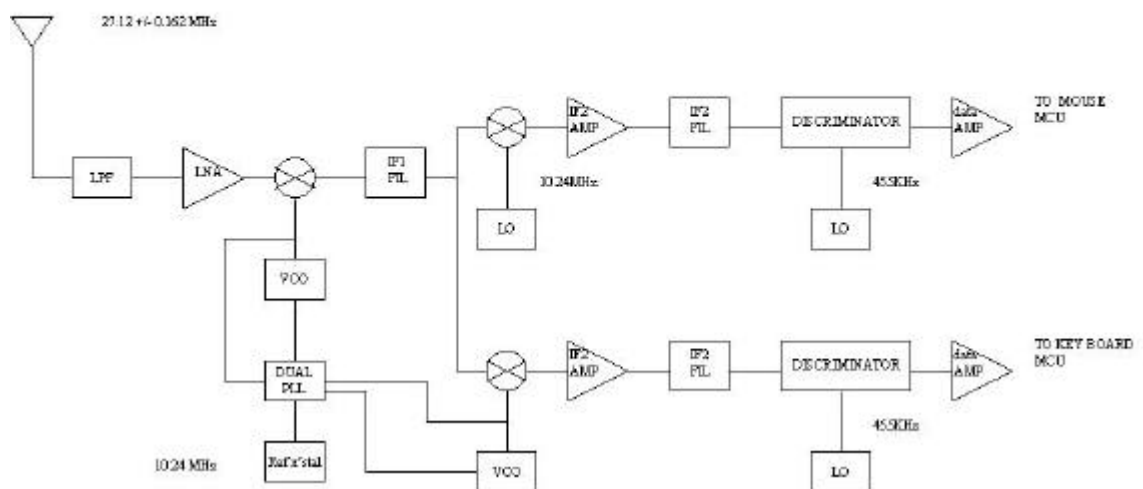 27.12 +/- 0.162 MHz
TO MOUSE
MCU
IF2
AMP
IF2
FIL
DISCRIMINATOR
data
AMP
LPF
LNA
IF1
FIL
10.24MHz
455KHz
LO
LO
VCO
DUAL
PLL
IF2
AMP
IF2
FIL
DISCRIMINATOR
data
AMP
TO KEY BOARD
MCU
10.24 MHz
Ref x'stal
VCO
455KHz
LO